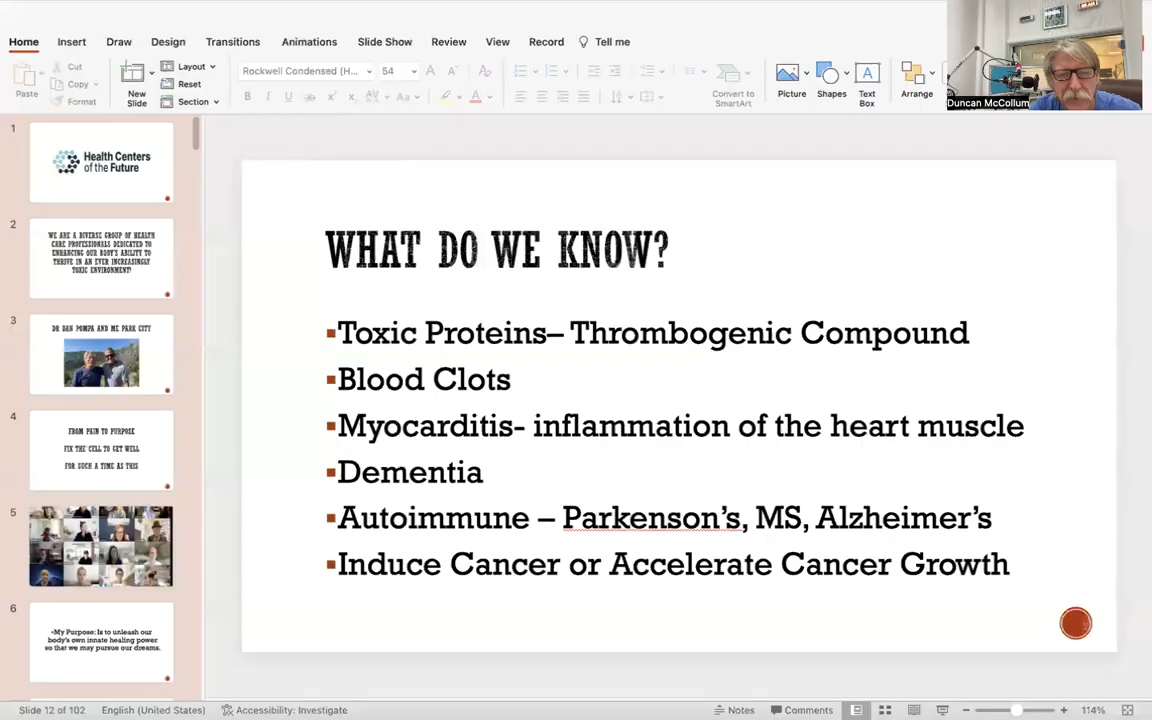 Home Insert Draw Design Transitions Animations Slide Show Review View Record Tell me
Paste
Cut
Copy
Format
New
Slide
Layout
Reset
Section
Rockwell Condensed (H... 54
Convert to
SmartArt
Picture
Shapes
Text
Box
Arrange
Duncan McCollum
1
Health Centers
of the Future
2
WE ARE A DIVERSE GROUP OF HEALTH
CARE PROFESSIONALS DEDICATED TO
ENHANCING OUR BODY'S ABILITY TO
THRIVE IN AN EVER INCREASINGLY
TOXIC ENVIRONMENT!
3
DR DAN POMPA AND ME PARK CITY
4
FROM PAIN TO PURPOSE
FIX THE CELL TO GET WELL
FOR SUCH A TIME AS THIS
5
6
•My Purpose: Is to unleash our
body's own innate healing power
so that we may pursue our dreams.
WHAT DO WE KNOW?
▪Toxic Proteins– Thrombogenic Compound
▪Blood Clots
▪Myocarditis- inflammation of the heart muscle
▪Dementia
▪Autoimmune – Parkenson's, MS, Alzheimer's
▪Induce Cancer or Accelerate Cancer Growth
Slide 12 of 102 English (United States) Accessibility: Investigate Notes Comments 114%